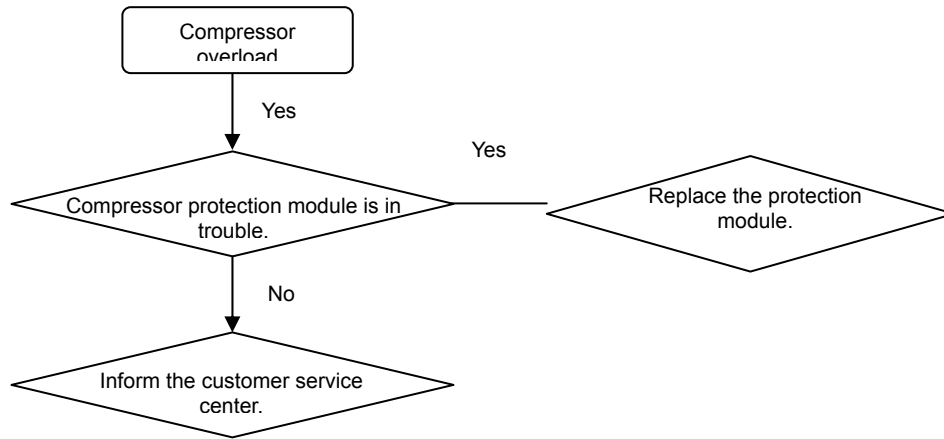 Compressor
overload
Yes
Yes
Compressor protection module is in
trouble.
Replace the protection
module.
No
Inform the customer service
center.